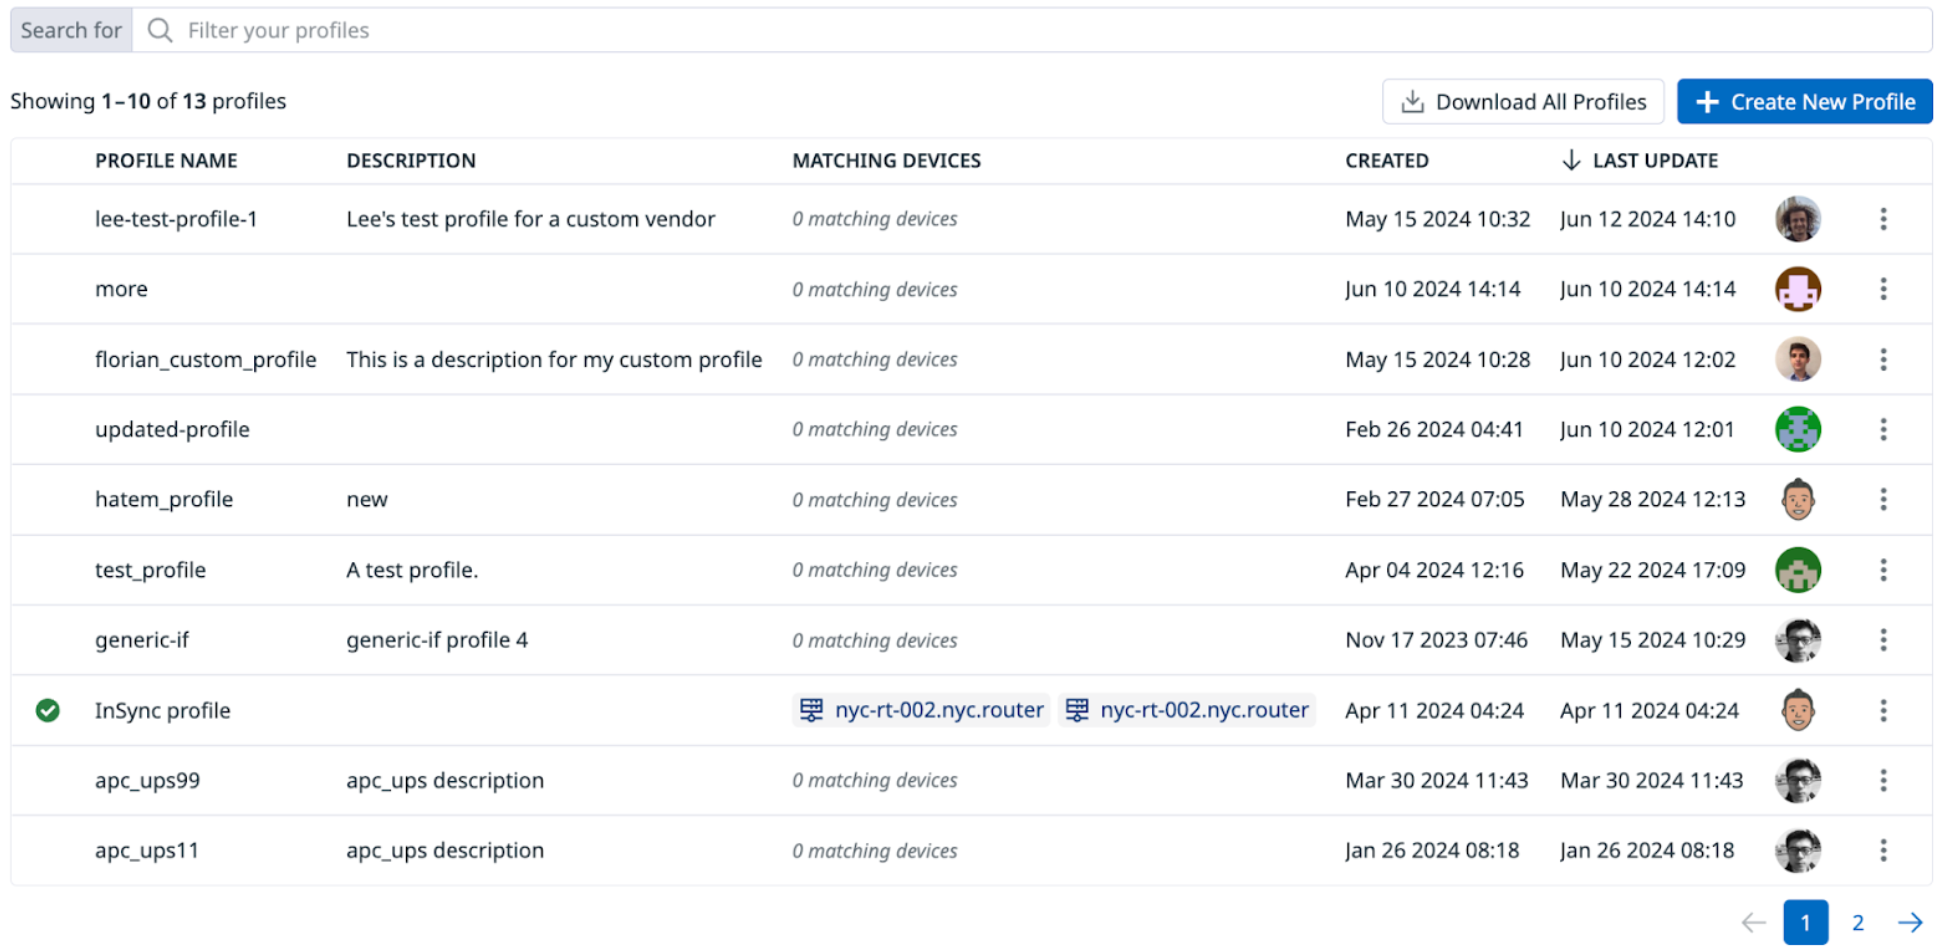 Search for Filter your profiles
Showing 1–10 of 13 profiles Download All Profiles Create New Profile
PROFILE NAME DESCRIPTION MATCHING DEVICES CREATED LAST UPDATE
lee-test-profile-1 Lee's test profile for a custom vendor 0 matching devices May 15 2024 10:32 Jun 12 2024 14:10
more 0 matching devices Jun 10 2024 14:14 Jun 10 2024 14:14
florian_custom_profile This is a description for my custom profile 0 matching devices May 15 2024 10:28 Jun 10 2024 12:02
updated-profile 0 matching devices Feb 26 2024 04:41 Jun 10 2024 12:01
hatem_profile new 0 matching devices Feb 27 2024 07:05 May 28 2024 12:13
test_profile A test profile. 0 matching devices Apr 04 2024 12:16 May 22 2024 17:09
generic-if generic-if profile 4 0 matching devices Nov 17 2023 07:46 May 15 2024 10:29
InSync profile nyc-rt-002.nyc.router nyc-rt-002.nyc.router Apr 11 2024 04:24 Apr 11 2024 04:24
apc_ups99 apc_ups description 0 matching devices Mar 30 2024 11:43 Mar 30 2024 11:43
apc_ups11 apc_ups description 0 matching devices Jan 26 2024 08:18 Jan 26 2024 08:18
1 2